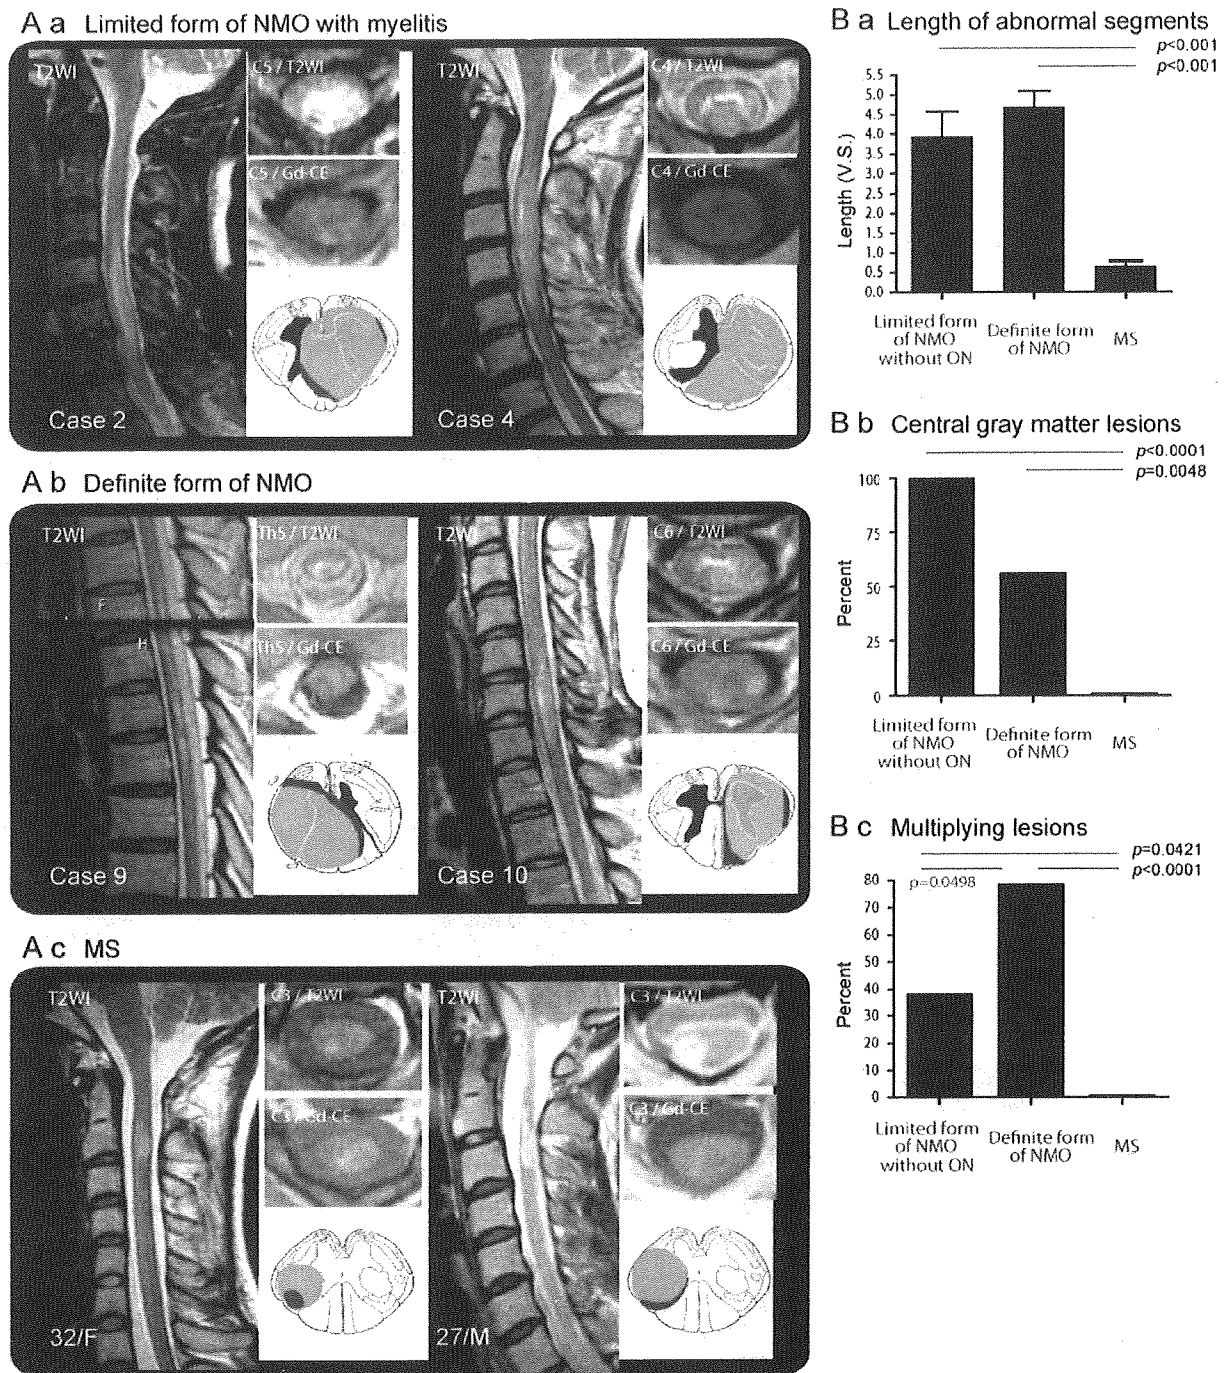 A a Limited form of NMO with myelitis
T2WI
C5 / T2WI
C5 / Gd-CE
Case 2
T2WI
C4 / T2WI
C4 / Gd-CE
Case 4
A b Definite form of NMO
T2WI
F
H
Th5 / T2WI
Th5 / Gd-CE
Case 9
T2WI
C6 / T2WI
C6 / Gd-CE
Case 10
A c MS
T2WI
C3 / T2WI
C3 / Gd-CE
32/F
T2WI
C3 / T2WI
C3 / Gd-CE
27/M
B a Length of abnormal segments
p<0.001
p<0.001
Length (V.S.)
5.5
5.0
4.5
4.0
3.5
3.0
2.5
2.0
1.5
1.0
0.5
0.0
Limited form
of NMO
without ON
Definite form
of NMO
MS
B b Central gray matter lesions
p<0.0001
p=0.0048
Percent
100
75
50
25
0
Limited form
of NMO
without ON
Definite form
of NMO
MS
B c Multiplying lesions
p=0.0421
p<0.0001
p=0.0498
Percent
80
70
60
50
40
30
20
10
0
Limited form
of NMO
without ON
Definite form
of NMO
MS